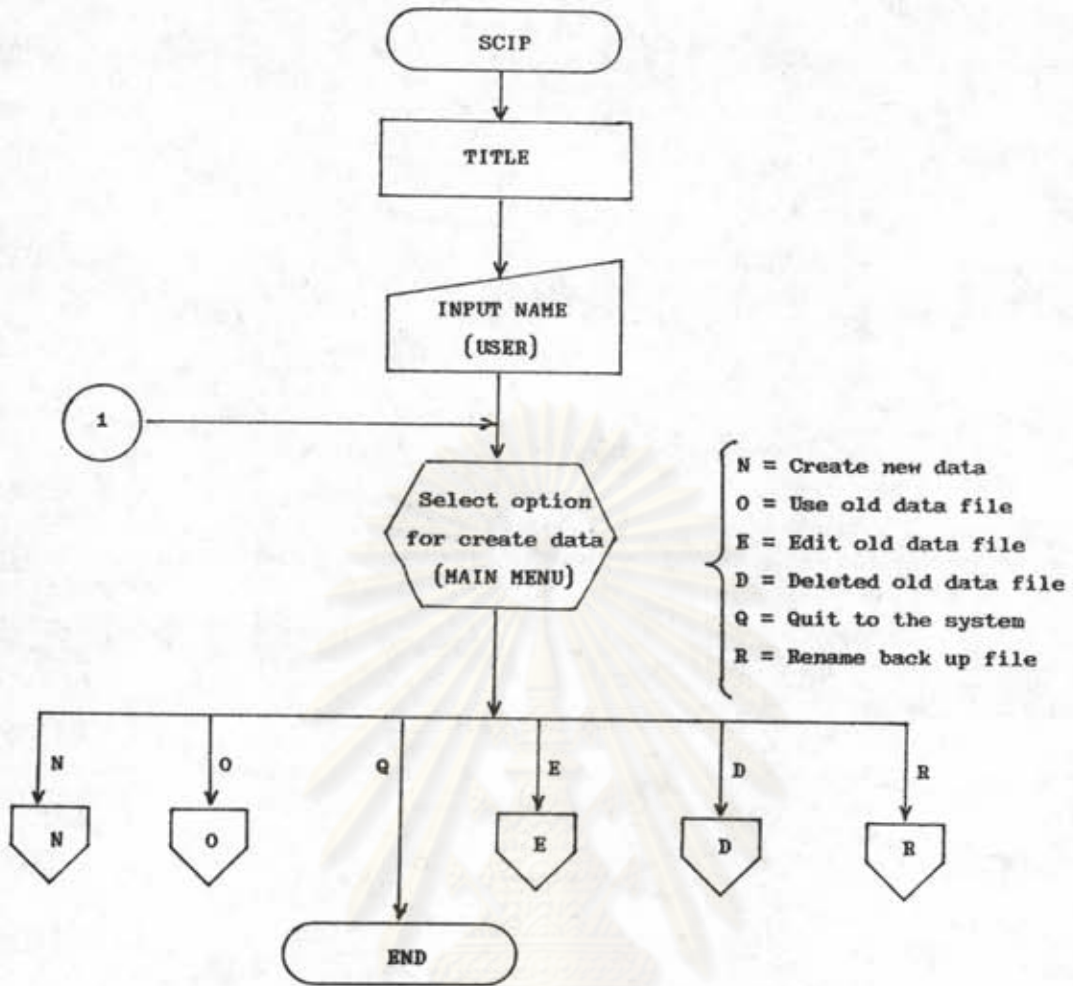 SCIP
TITLE
INPUT NAME
(USER)
1
Select option
for create data
(MAIN MENU)
N = Create new data
O = Use old data file
E = Edit old data file
D = Deleted old data file
Q = Quit to the system
R = Rename back up file
N
O
Q
E
D
R
N
O
E
D
R
END